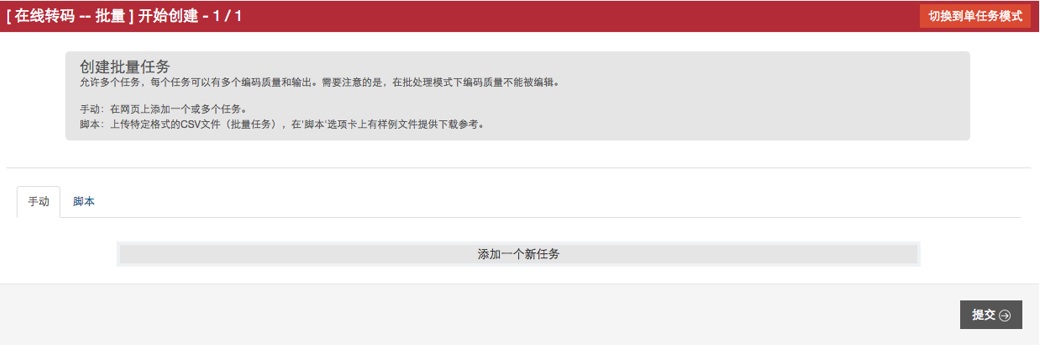 [ 在线转码 -- 批量 ] 开始创建 - 1 / 1
切换到单任务模式
创建批量任务
允许多个任务，每个任务可以有多个编码质量和输出。需要注意的是，在批处理模式下编码质量不能被编辑。
手动：在网页上添加一个或多个任务。
脚本：上传特定格式的CSV文件（批量任务），在'脚本'选项卡上有样例文件提供下载参考。
手动 脚本
添加一个新任务
提交